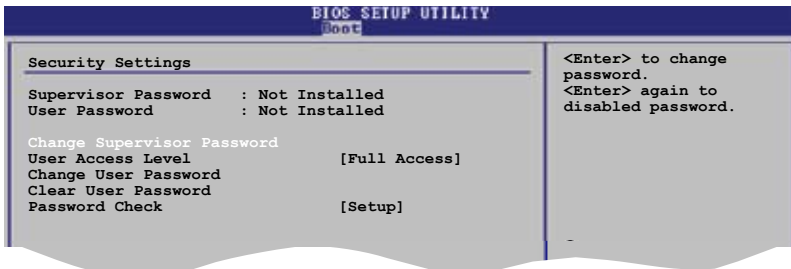 BIOS SETUP UTILITY
Boot
Security Settings
Supervisor Password : Not Installed
User Password : Not Installed
Change Supervisor Password
User Access Level [Full Access]
Change User Password
Clear User Password
Password Check [Setup]
<Enter> to change
password.
<Enter> again to
disabled password.